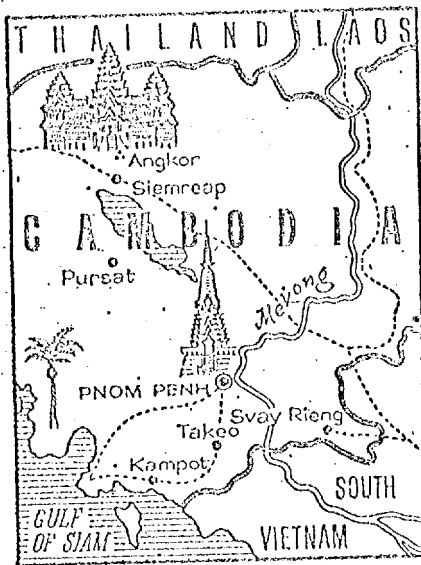 THAILAND LAOS
Angkor
Siemreap
CAMBODIA
Pursat
Mekong
PNOM PENH
Svay Rieng
Takeo
Kampot
SOUTH
VIETNAM
GULF
OF SIAM